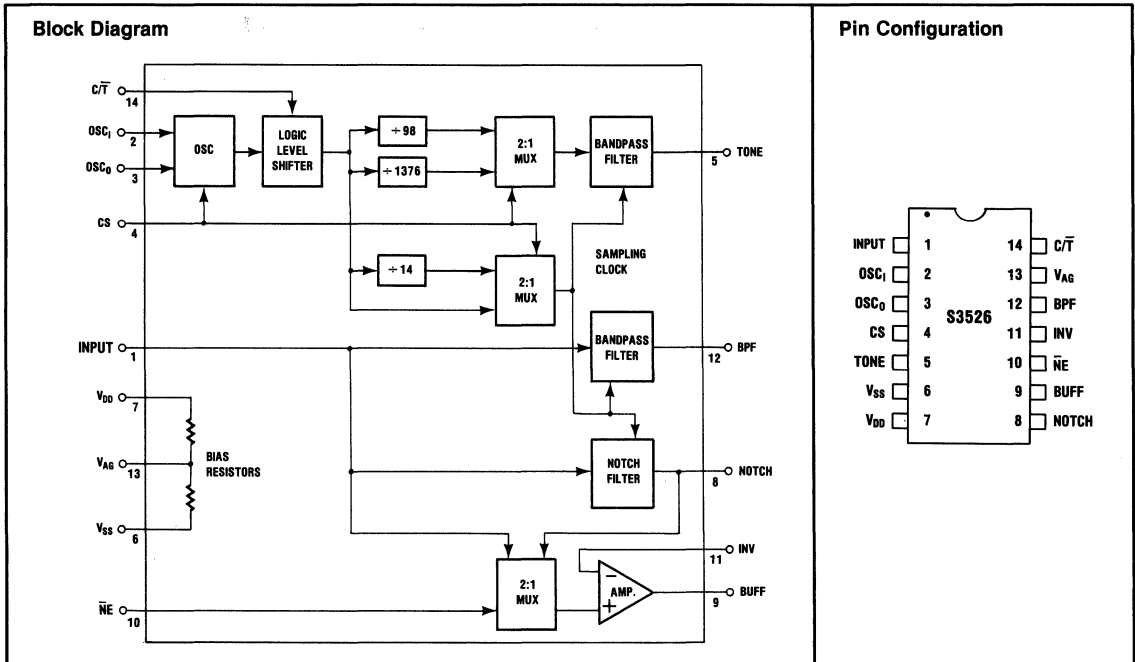 Block Diagram
C/T̅
14
OSCI
2
OSCO
3
OSC
LOGIC
LEVEL
SHIFTER
÷98
÷1376
2:1
MUX
BANDPASS
FILTER
TONE
5
CS
4
÷14
2:1
MUX
SAMPLING
CLOCK
INPUT
1
BANDPASS
FILTER
BPF
12
VDD
7
VAG
13
BIAS
RESISTORS
NOTCH
FILTER
NOTCH
8
VSS
6
INV
11
2:1
MUX
−
AMP.
+
BUFF
9
N̅E̅
10
Pin Configuration
INPUT 1 14 C/T̅
OSCI 2 13 VAG
OSCO 3 12 BPF
S3526
CS 4 11 INV
TONE 5 10 N̅E̅
VSS 6 9 BUFF
VDD 7 8 NOTCH